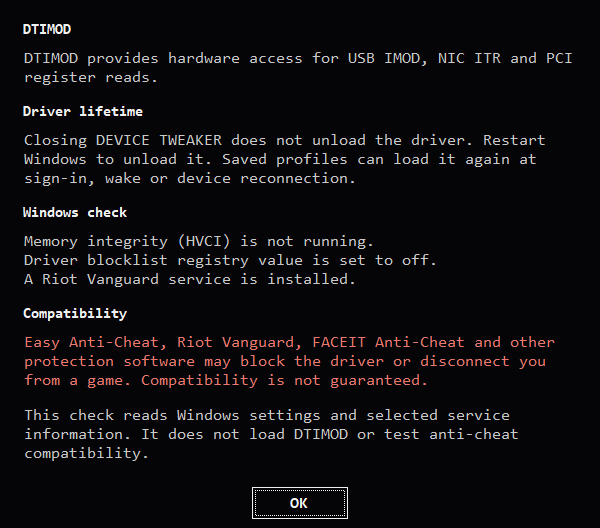 DTIMOD
DTIMOD provides hardware access for USB IMOD, NIC ITR and PCI
register reads.
Driver lifetime
Closing DEVICE TWEAKER does not unload the driver. Restart
Windows to unload it. Saved profiles can load it again at
sign-in, wake or device reconnection.
Windows check
Memory integrity (HVCI) is not running.
Driver blocklist registry value is set to off.
A Riot Vanguard service is installed.
Compatibility
Easy Anti-Cheat, Riot Vanguard, FACEIT Anti-Cheat and other
protection software may block the driver or disconnect you
from a game. Compatibility is not guaranteed.
This check reads Windows settings and selected service
information. It does not load DTIMOD or test anti-cheat
compatibility.
OK